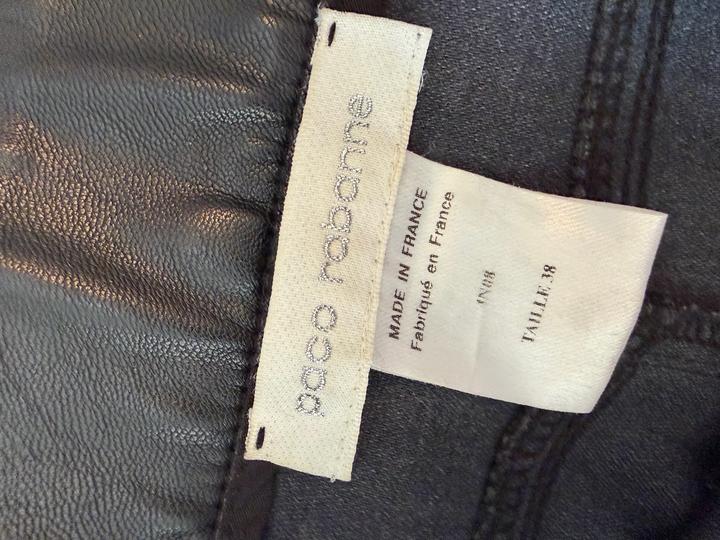 paco rabanne
MADE IN FRANCE
Fabriqué en France
TAILLE 38